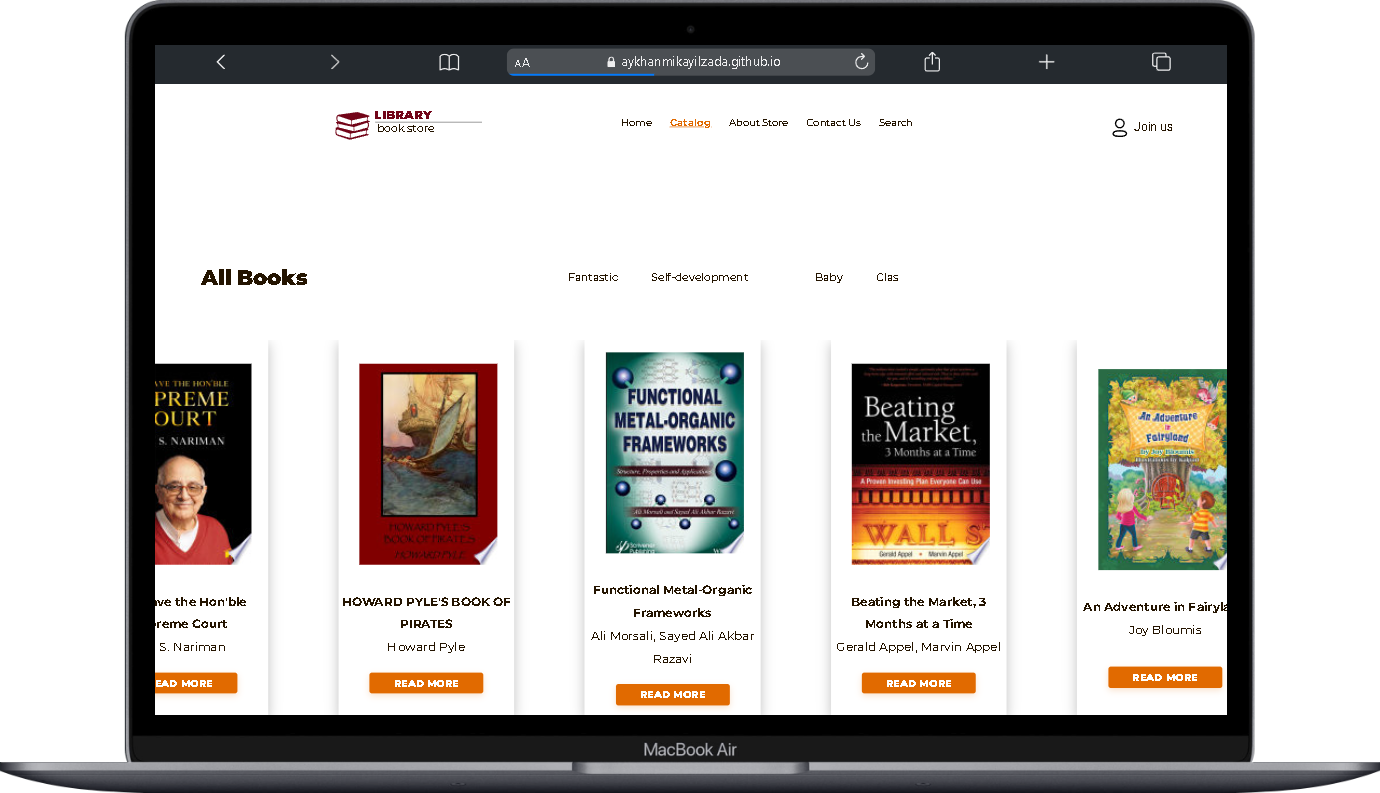 AA
aykhanmikayilzada.github.io
LIBRARY
book store
Home Catalog About Store Contact Us Search
Join us
All Books
Fantastic Self-development Baby Clas
AVE THE HON'BLE
PREME
OURT
S. NARIMAN
ave the Hon'ble
reme Court
S. Nariman
EAD MORE
HOWARD PYLE'S
BOOK OF PIRATES
HOWARD PYLE
HOWARD PYLE'S BOOK OF
PIRATES
Howard Pyle
READ MORE
FUNCTIONAL
METAL-ORGANIC
FRAMEWORKS
Structure, Properties and Applications
Ali Morsali and Sayed Ali Akbar Razavi
Scrivener
Publishing
Functional Metal-Organic
Frameworks
Ali Morsali, Sayed Ali Akbar
Razavi
READ MORE
Beating
the Market,
3 Months at a Time
A Proven Investing Plan Everyone Can Use
WALL S
Gerald Appel • Marvin Appel
Beating the Market, 3
Months at a Time
Gerald Appel, Marvin Appel
READ MORE
An Adventure
in
Fairyland
by Joy Bloumis
An Adventure in Fairyla
Joy Bloumis
READ MORE
MacBook Air